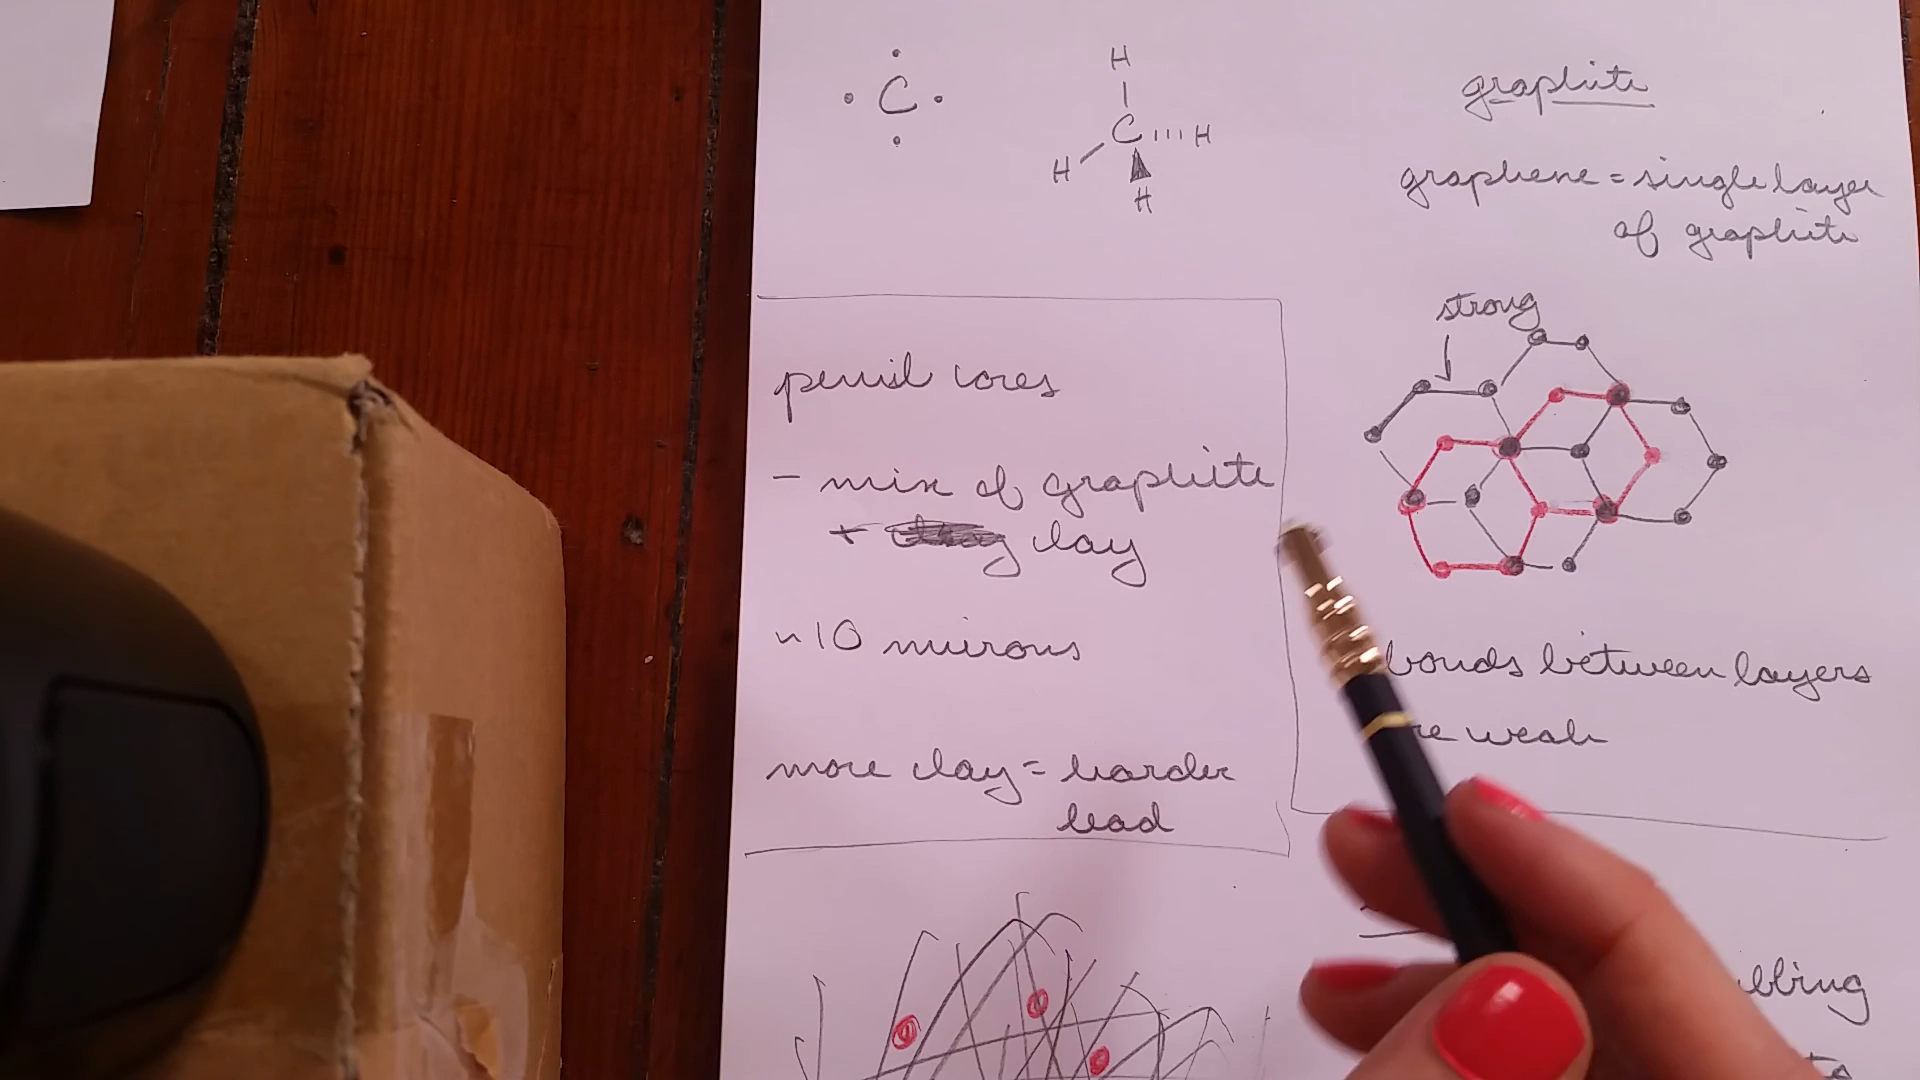 C
H
C H
H
H
graphite
graphene = single layer
of graphite
strong
pencil cores
- mix of graphite
+ clay
~10 microns
more clay = harder
lead
bonds between layers
weak